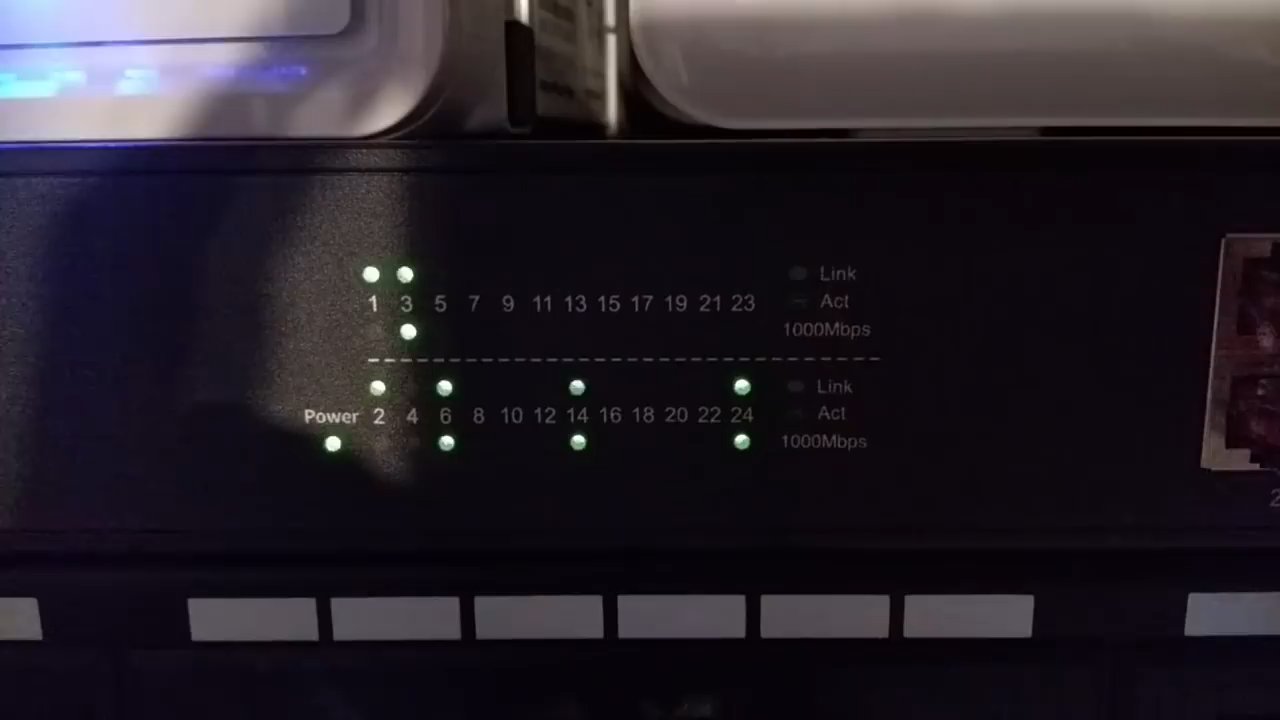 Link
1 3 5 7 9 11 13 15 17 19 21 23 Act
1000Mbps
Link
Power 2 4 6 8 10 12 14 16 18 20 22 24 Act
1000Mbps